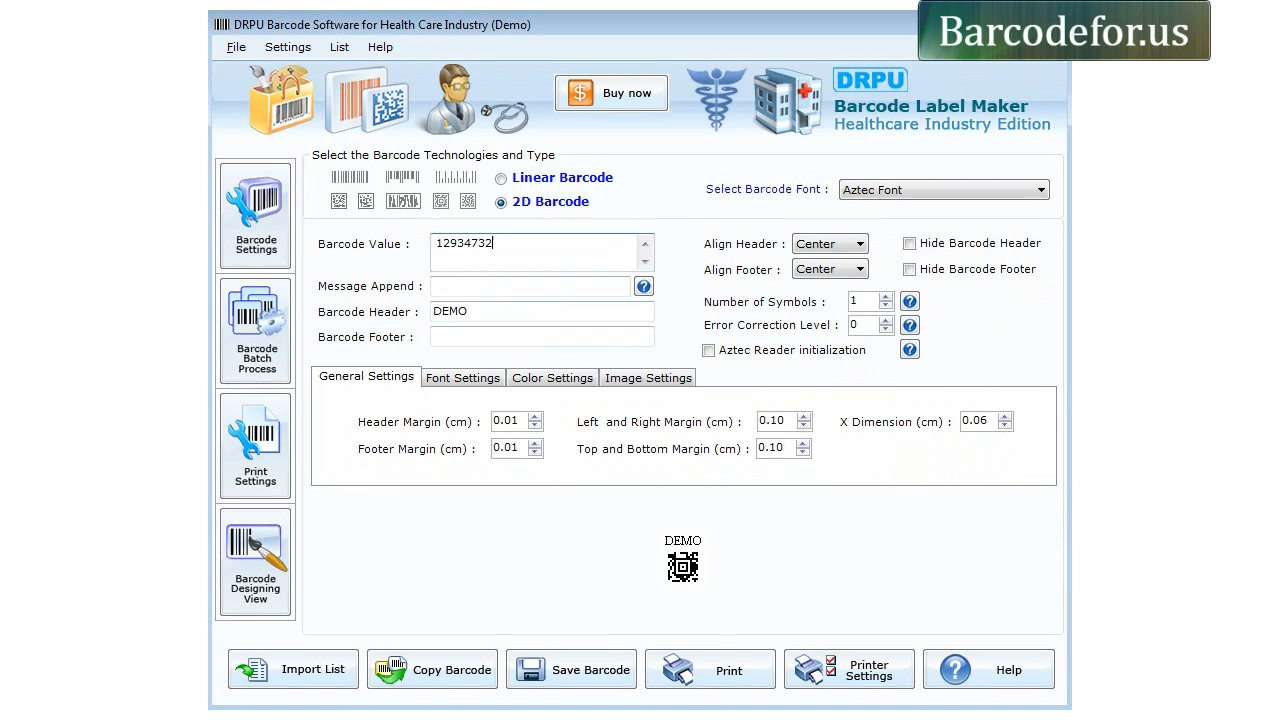 DRPU Barcode Software for Health Care Industry (Demo)
Barcodefor.us
File Settings List Help
Buy now
DRPU
Barcode Label Maker
Healthcare Industry Edition
Select the Barcode Technologies and Type
Linear Barcode
2D Barcode
Select Barcode Font : Aztec Font
Barcode Settings
Barcode Batch Process
Print Settings
Barcode Designing View
Barcode Value : 12934732
Message Append :
Barcode Header : DEMO
Barcode Footer :
Align Header : Center
Hide Barcode Header
Align Footer : Center
Hide Barcode Footer
Number of Symbols : 1
Error Correction Level : 0
Aztec Reader initialization
General Settings Font Settings Color Settings Image Settings
Header Margin (cm) : 0.01 Left and Right Margin (cm) : 0.10 X Dimension (cm) : 0.06
Footer Margin (cm) : 0.01 Top and Bottom Margin (cm) : 0.10
DEMO
Import List Copy Barcode Save Barcode Print Printer Settings Help